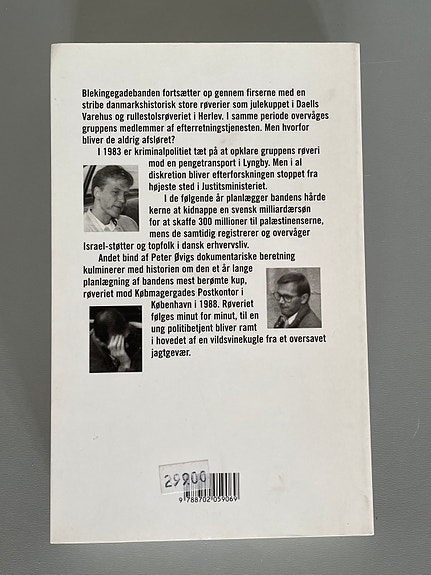 Blekingegadebanden fortsætter op gennem firserne med en
stribe danmarkshistorisk store røverier som julekuppet i Daells
Varehus og rullestolsrøveriet i Herlev. I samme periode overvåges
gruppens medlemmer af efterretningstjenesten. Men hvorfor
bliver de aldrig afsløret?
I 1983 er kriminalpolitiet tæt på at opklare gruppens røveri
mod en pengetransport i Lyngby. Men i al
diskretion bliver efterforskningen stoppet fra
højeste sted i Justitsministeriet.
I de følgende år planlægger bandens hårde
kerne at kidnappe en svensk milliardærsøn
for at skaffe 300 millioner til palæstinenserne,
mens de samtidig registrerer og overvåger
Israel-støtter og topfolk i dansk erhvervsliv.
Andet bind af Peter Øvigs dokumentariske beretning
kulminerer med historien om den et år lange
planlægning af bandens mest berømte kup,
røveriet mod Købmagergades Postkontor i
København i 1988. Røveriet
følges minut for minut, til en
ung politibetjent bliver ramt
i hovedet af en vildsvinekugle fra et oversavet
jagtgevær.
29900
9 788702 059069